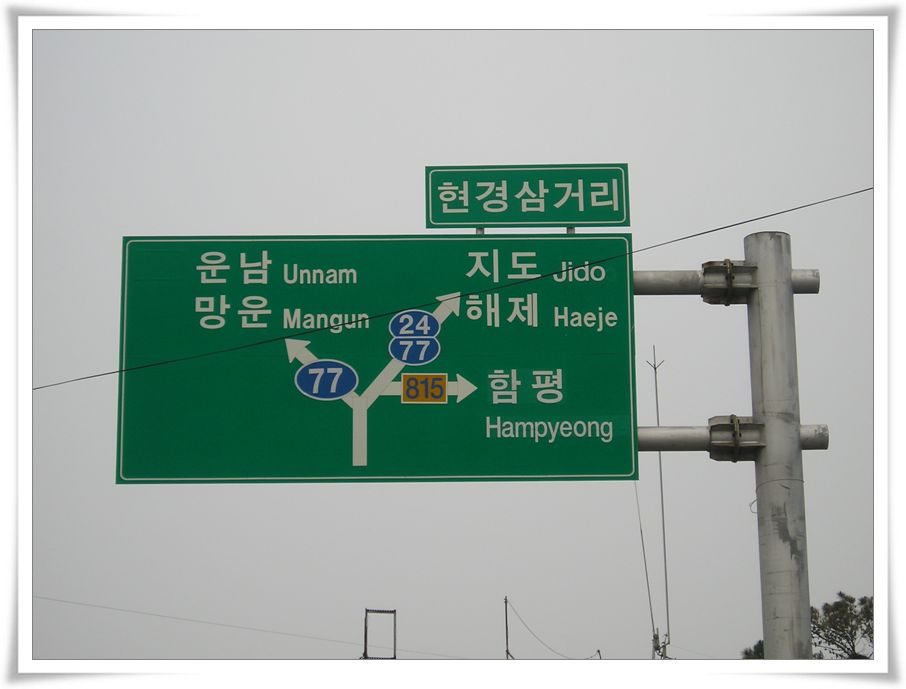 현경삼거리
운남 Unnam
망운 Mangun
지도 Jido
해제 Haeje
24
77
77
815
함평
Hampyeong